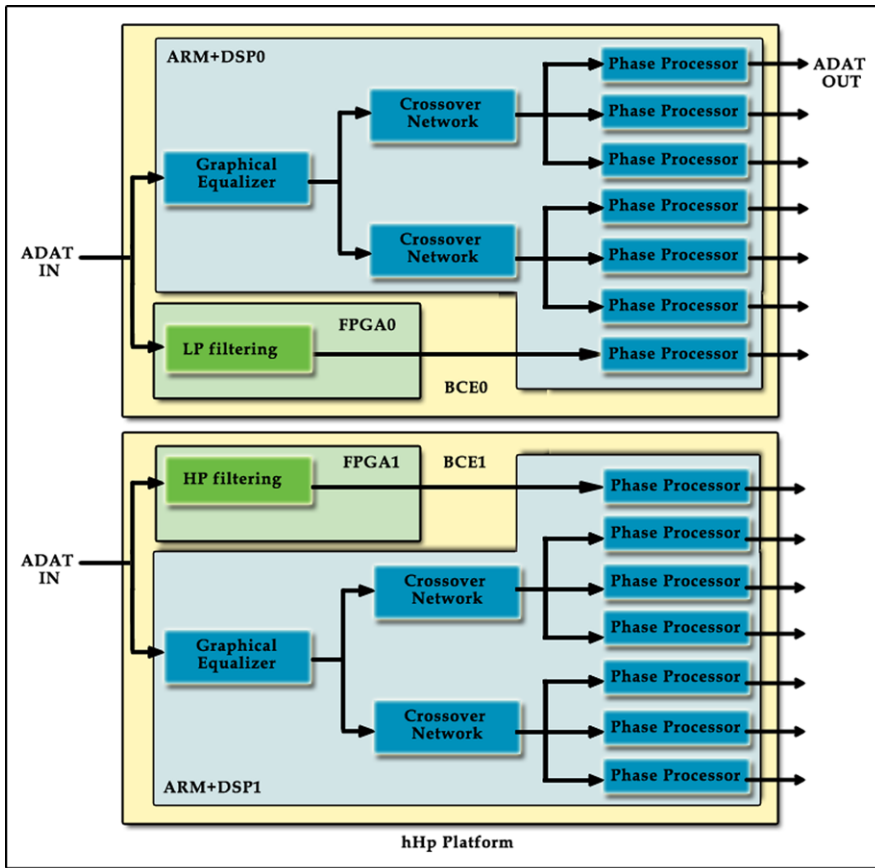 ARM+DSP0
Phase Processor
ADAT
OUT
Crossover
Network
Phase Processor
Graphical
Equalizer
Phase Processor
Phase Processor
ADAT
IN
Crossover
Network
Phase Processor
Phase Processor
FPGA0
LP filtering
Phase Processor
BCE0
FPGA1
BCE1
HP filtering
Phase Processor
Phase Processor
ADAT
IN
Crossover
Network
Phase Processor
Phase Processor
Graphical
Equalizer
Phase Processor
Crossover
Network
Phase Processor
Phase Processor
ARM+DSP1
hHp Platform